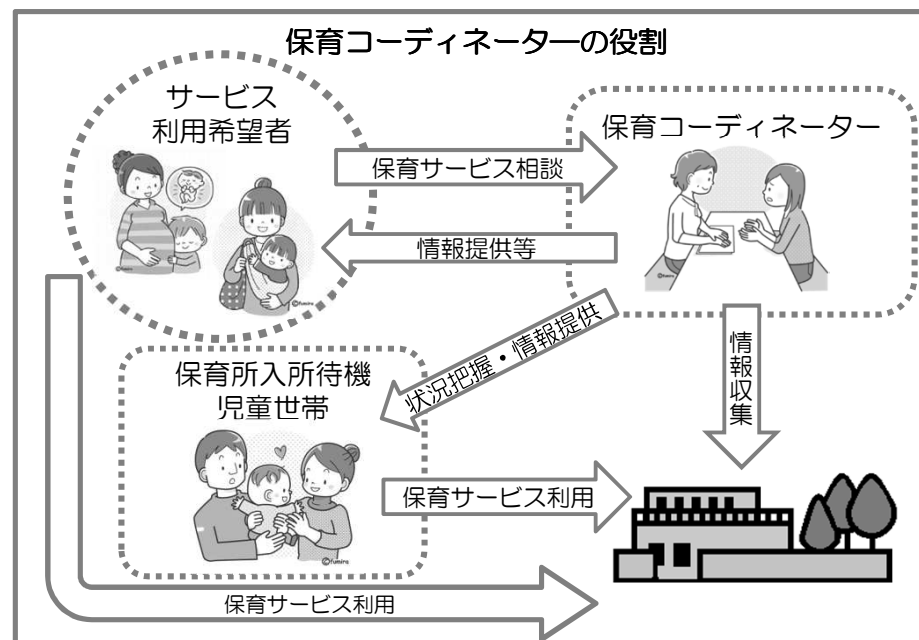 保育コーディネーターの役割
サービス
利用希望者
保育コーディネーター
保育サービス相談
情報提供等
©fumira
©fumira
©fumira
状況把握・情報提供
情報収集
保育所入所待機
児童世帯
保育サービス利用
©fumira
保育サービス利用